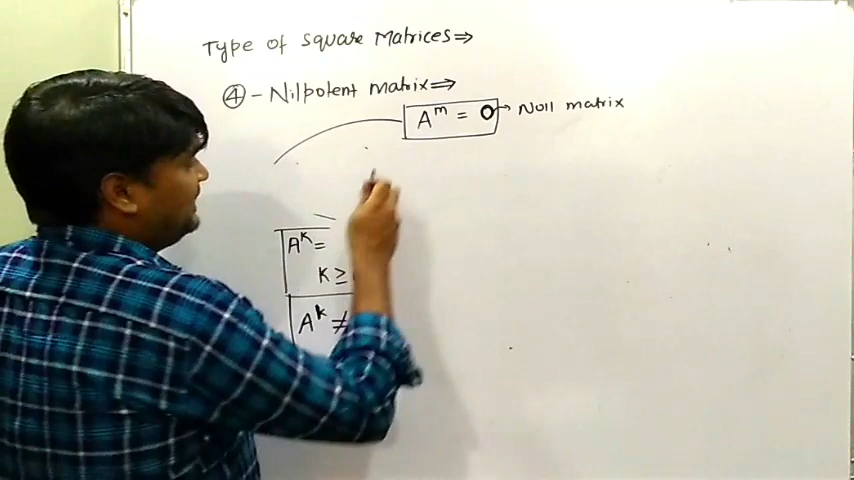 Type of square Matrices ⇒
④ - Nilpotent matrix ⇒
A^m = 0 → Null matrix
A^k =
k ≥
A^k ≠